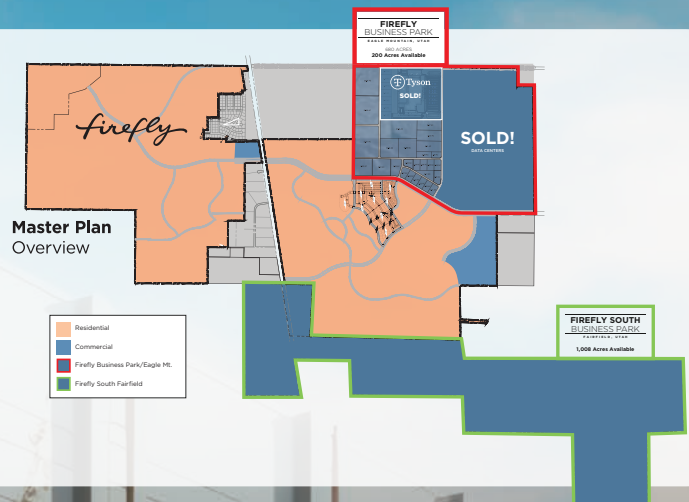 FIREFLY
BUSINESS PARK
EAGLE MOUNTAIN, UTAH
680 ACRES
200 Acres Available
Tyson
SOLD!
firefly
SOLD!
DATA CENTERS
Master Plan
Overview
FIREFLY SOUTH
BUSINESS PARK
FAIRFIELD, UTAH
1,008 Acres Available
Residential
Commercial
Firefly Business Park/Eagle Mt.
Firefly South Fairfield